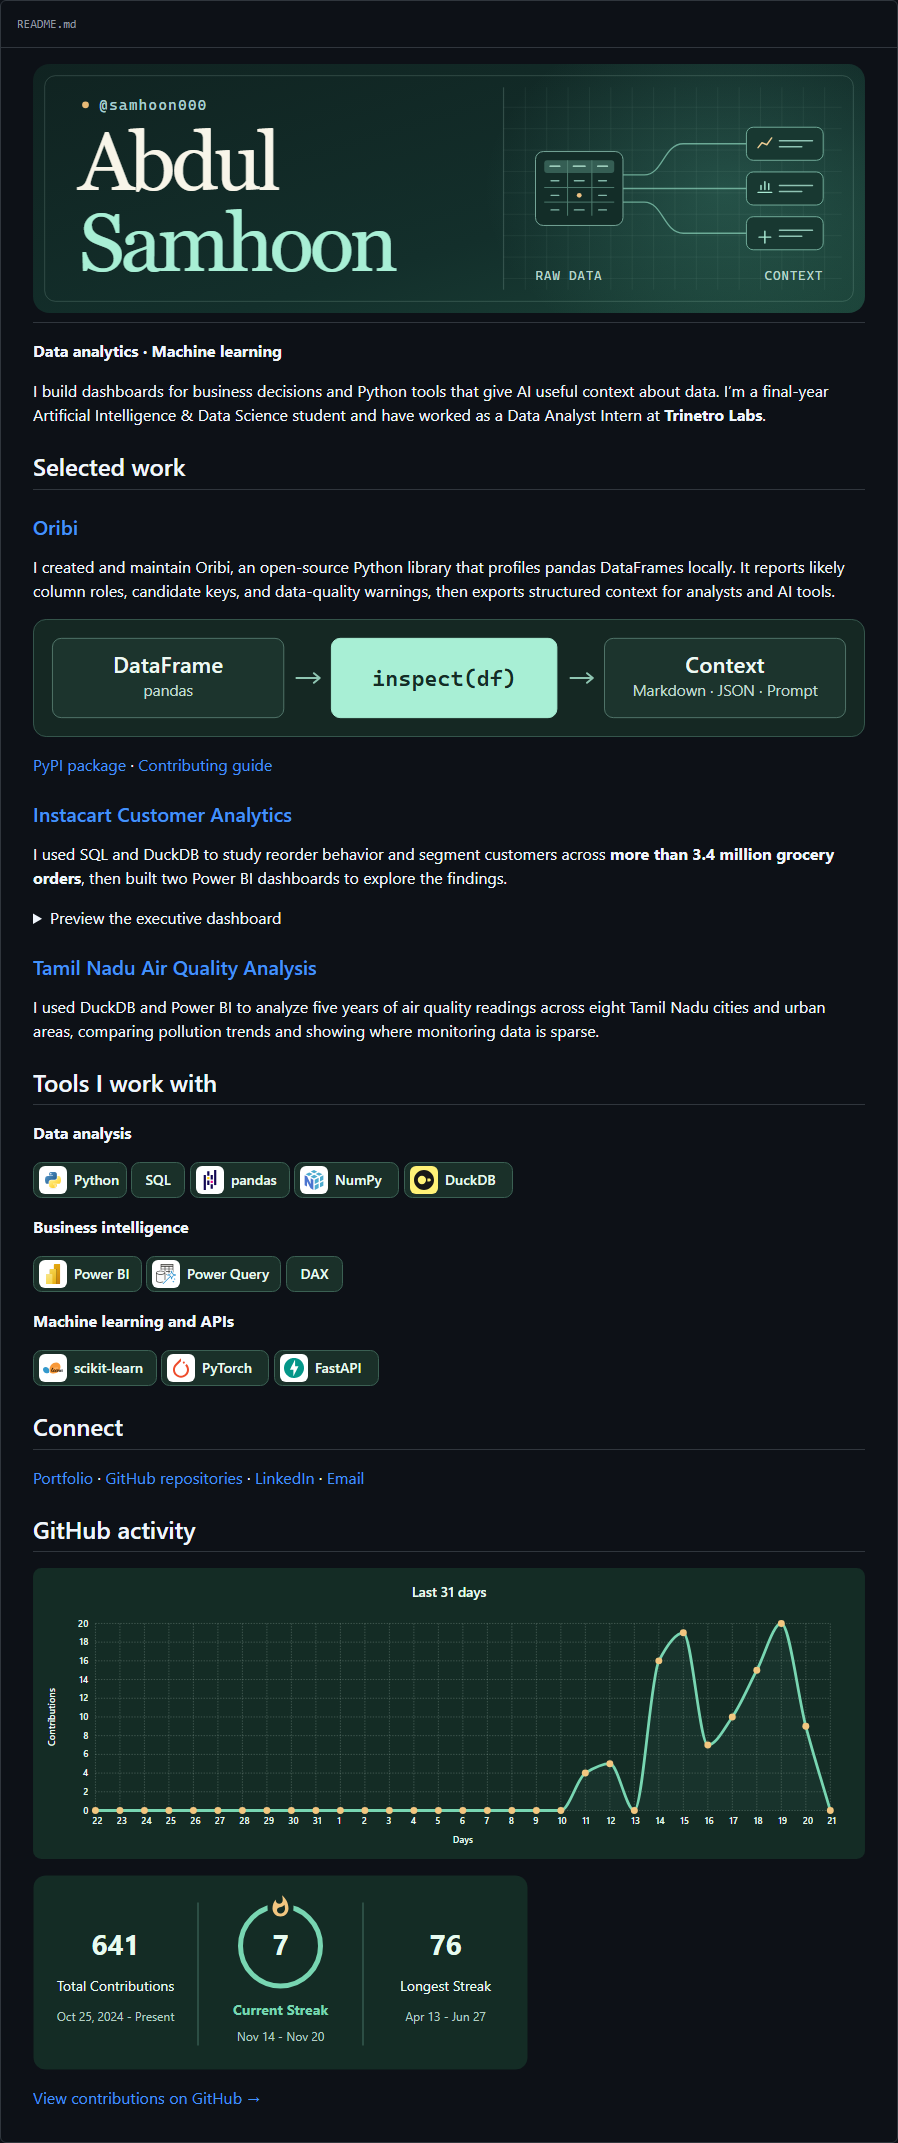 README.md
@samhoon000
Abdul
Samhoon
RAW DATA
CONTEXT
Data analytics · Machine learning
I build dashboards for business decisions and Python tools that give AI useful context about data. I’m a final-year
Artificial Intelligence & Data Science student and have worked as a Data Analyst Intern at Trinetro Labs.
Selected work
Oribi
I created and maintain Oribi, an open-source Python library that profiles pandas DataFrames locally. It reports likely
column roles, candidate keys, and data-quality warnings, then exports structured context for analysts and AI tools.
DataFrame
pandas
→
inspect(df)
→
Context
Markdown · JSON · Prompt
PyPI package · Contributing guide
Instacart Customer Analytics
I used SQL and DuckDB to study reorder behavior and segment customers across more than 3.4 million grocery
orders, then built two Power BI dashboards to explore the findings.
Preview the executive dashboard
Tamil Nadu Air Quality Analysis
I used DuckDB and Power BI to analyze five years of air quality readings across eight Tamil Nadu cities and urban
areas, comparing pollution trends and showing where monitoring data is sparse.
Tools I work with
Data analysis
Python SQL pandas NumPy DuckDB
Business intelligence
Power BI Power Query DAX
Machine learning and APIs
scikit-learn PyTorch FastAPI
Connect
Portfolio · GitHub repositories · LinkedIn · Email
GitHub activity
Last 31 days
20
18
16
14
12
10
8
6
4
2
0
Contributions
22 23 24 25 26 27 28 29 30 31 1 2 3 4 5 6 7 8 9 10 11 12 13 14 15 16 17 18 19 20 21
Days
641
Total Contributions
Oct 25, 2024 - Present
7
Current Streak
Nov 14 - Nov 20
76
Longest Streak
Apr 13 - Jun 27
View contributions on GitHub →